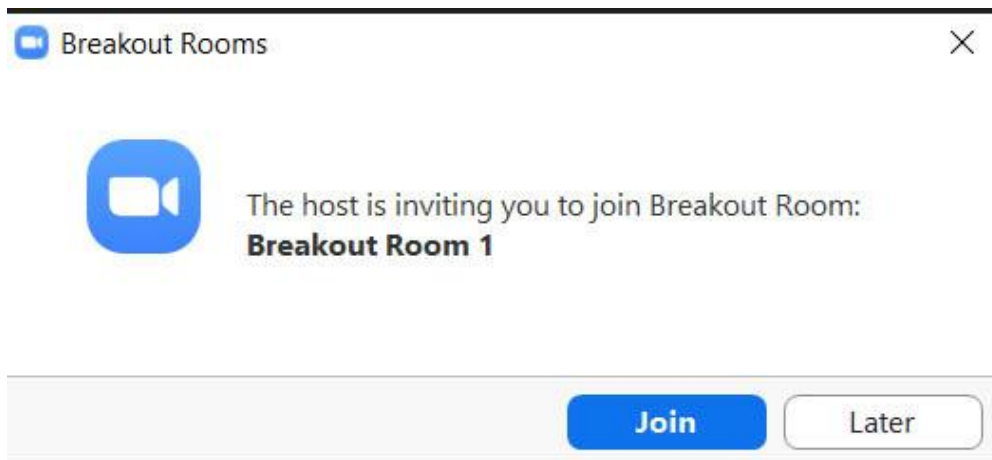 Breakout Rooms
The host is inviting you to join Breakout Room:
Breakout Room 1
Join
Later